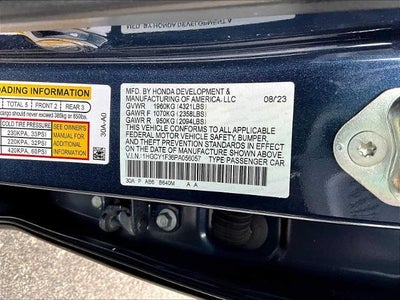 LOADING INFORMATION
TOTAL 5 FRONT 2 REAR 3
cargo should never exceed 385kg or 850lbs.
COLD TIRE PRESSURE
230KPA, 33PSI
220KPA, 32PSI
420KPA, 60PSI
SEE OWNER'S
MANUAL FOR
ADDITIONAL
INFORMATION
30A-A0
MFD. BY HONDA DEVELOPMENT &
MANUFACTURING OF AMERICA, LLC 08/23
GVWR 1960KG (4321LBS)
GAWR F 1070KG (2358LBS)
GAWR R 950KG (2094LBS)
THIS VEHICLE CONFORMS TO ALL APPLICABLE
FEDERAL MOTOR VEHICLE SAFETY, BUMPER,
AND THEFT PREVENTION STANDARDS IN EFFECT
ON THE DATE OF MANUFACTURE SHOWN ABOVE.
V.I.N.:1HGCY1F36PA056057 TYPE PASSENGER CAR
30A P AB6 B640M A A